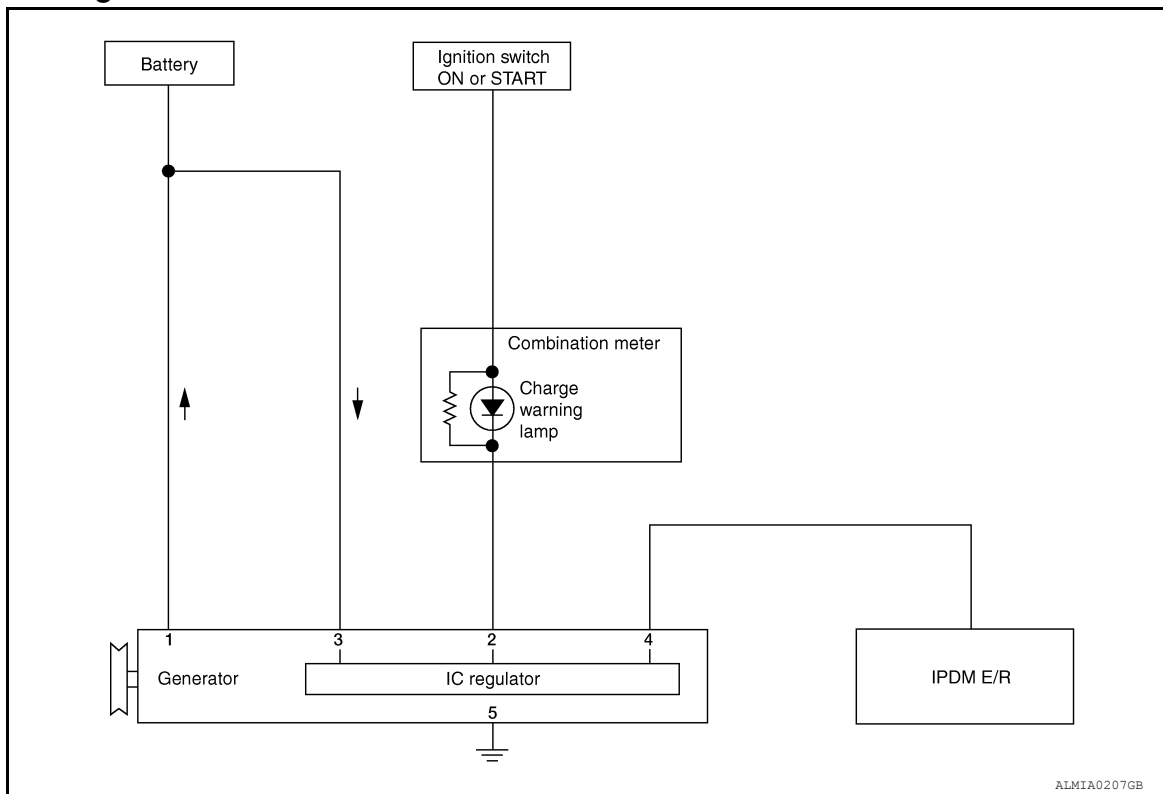 Battery
Ignition switch
ON or START
Combination meter
Charge
warning
lamp
1
3
2
4
Generator
IC regulator
IPDM E/R
5
ALMIA0207GB